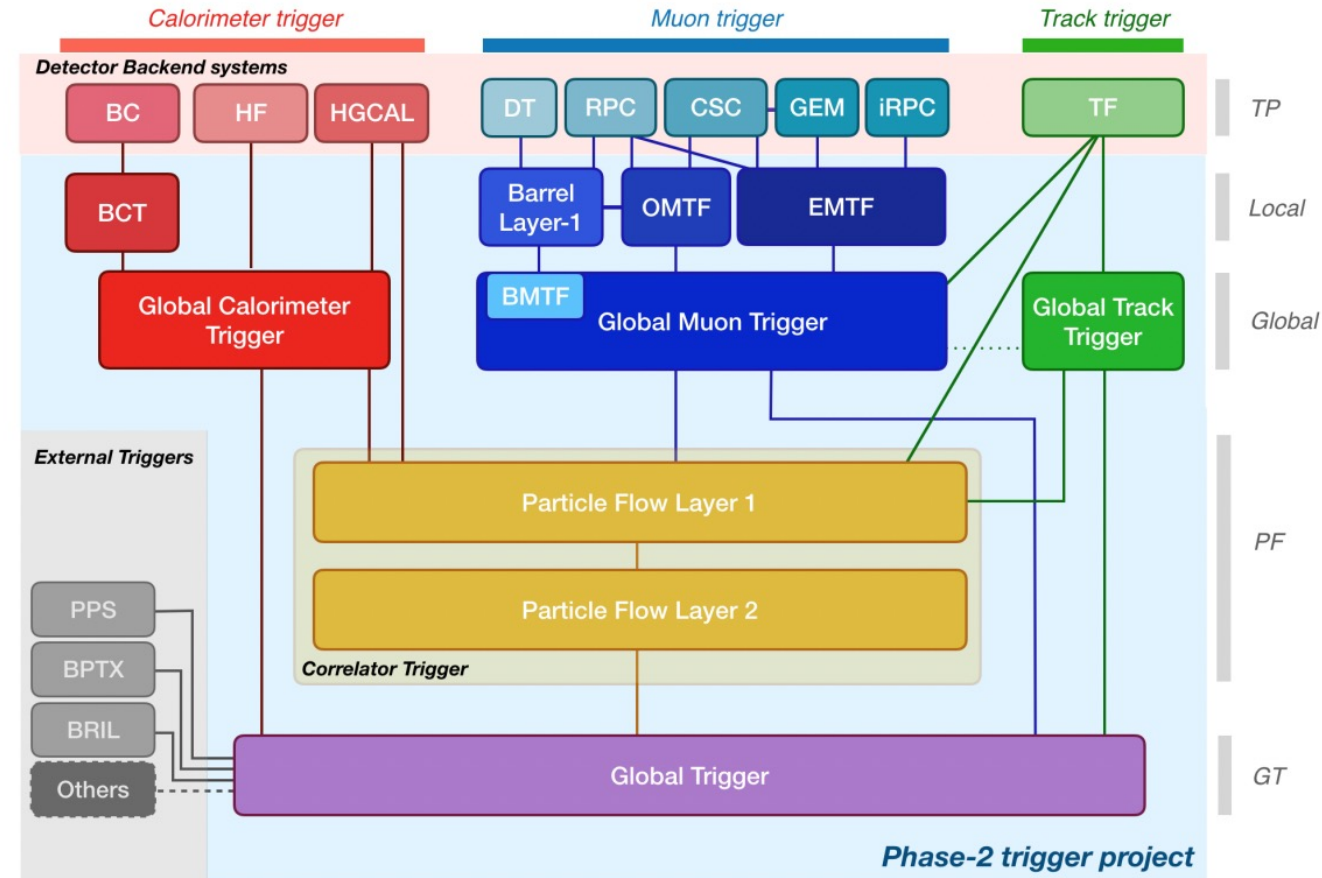 Calorimeter trigger
Muon trigger
Track trigger
Detector Backend systems
BC
HF
HGCAL
DT
RPC
CSC
GEM
iRPC
TF
TP
BCT
Barrel
Layer-1
OMTF
EMTF
Local
Global Calorimeter
Trigger
BMTF
Global Muon Trigger
Global Track
Trigger
Global
External Triggers
Particle Flow Layer 1
PF
Particle Flow Layer 2
Correlator Trigger
PPS
BPTX
BRIL
Others
Global Trigger
GT
Phase-2 trigger project